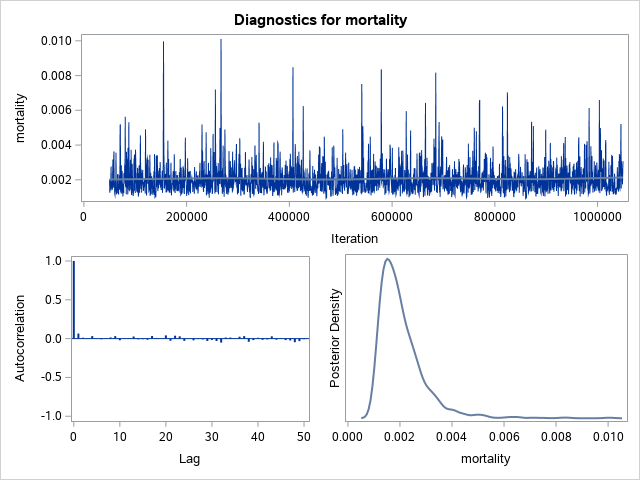 Diagnostics for mortality
mortality
0.010
0.008
0.006
0.004
0.002
0 200000 400000 600000 800000 1000000
Iteration
Autocorrelation
1.0
0.5
0.0
-0.5
-1.0
0 10 20 30 40 50
Lag
Posterior Density
0.000 0.002 0.004 0.006 0.008 0.010
mortality